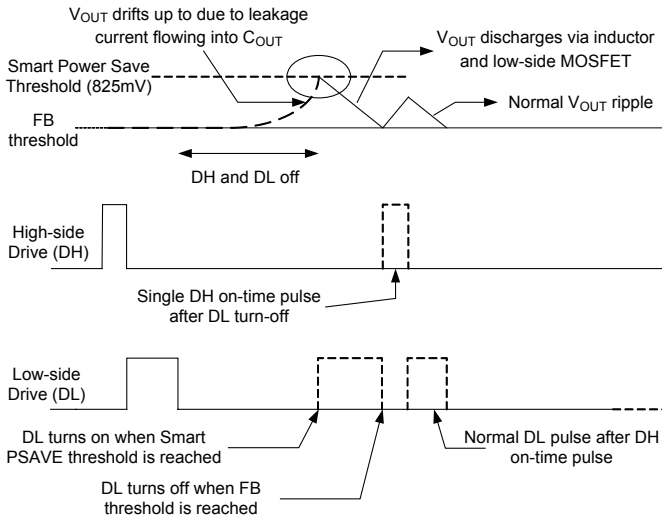 VOUT drifts up to due to leakage
current flowing into COUT
VOUT discharges via inductor
and low-side MOSFET
Smart Power Save
Threshold (825mV)
Normal VOUT ripple
FB
threshold
DH and DL off
High-side
Drive (DH)
Single DH on-time pulse
after DL turn-off
Low-side
Drive (DL)
DL turns on when Smart
PSAVE threshold is reached
Normal DL pulse after DH
on-time pulse
DL turns off when FB
threshold is reached